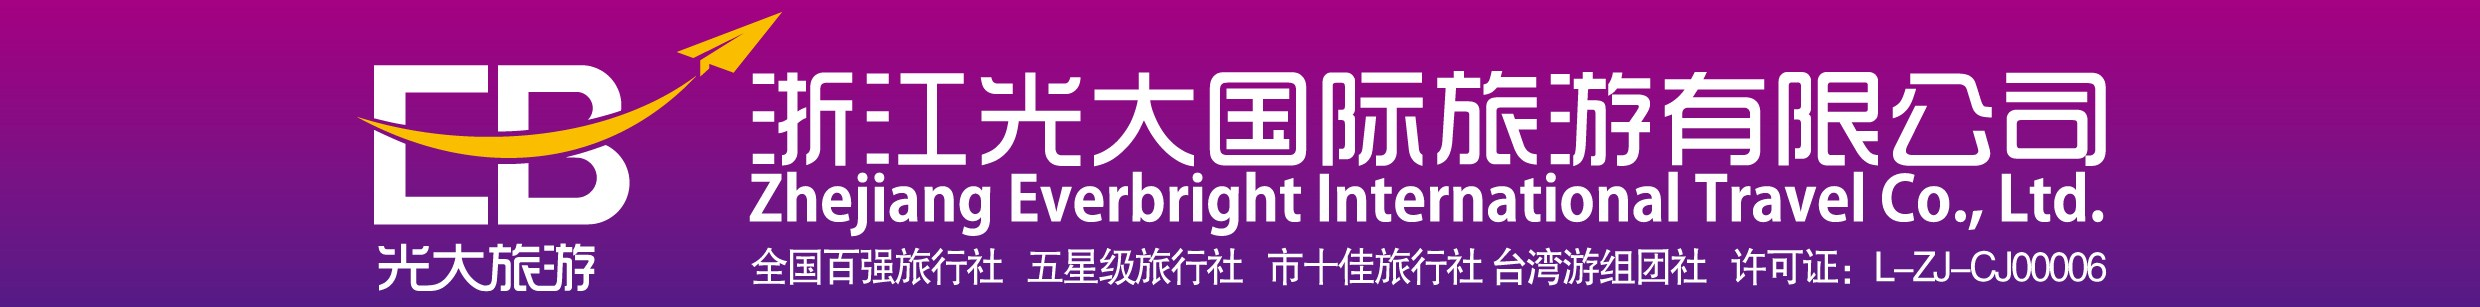 EB
光大旅游
浙江光大国际旅游有限公司
Zhejiang Everbright International Travel Co., Ltd.
全国百强旅行社 五星级旅行社 市十佳旅行社 台湾游组团社 许可证：L-ZJ-CJ00006